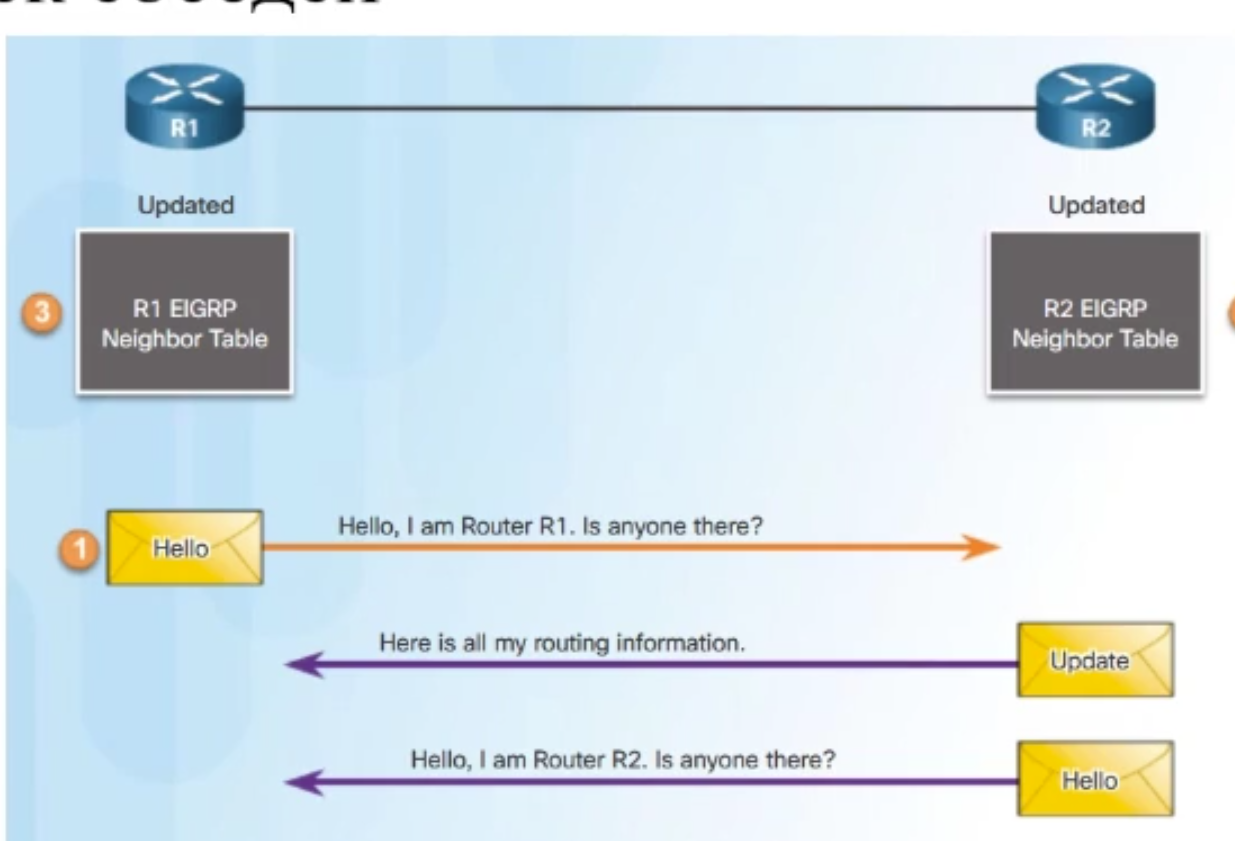 R1
R2
Updated
Updated
3
R1 EIGRP
Neighbor Table
R2 EIGRP
Neighbor Table
1
Hello
Hello, I am Router R1. Is anyone there?
Here is all my routing information.
Update
Hello, I am Router R2. Is anyone there?
Hello